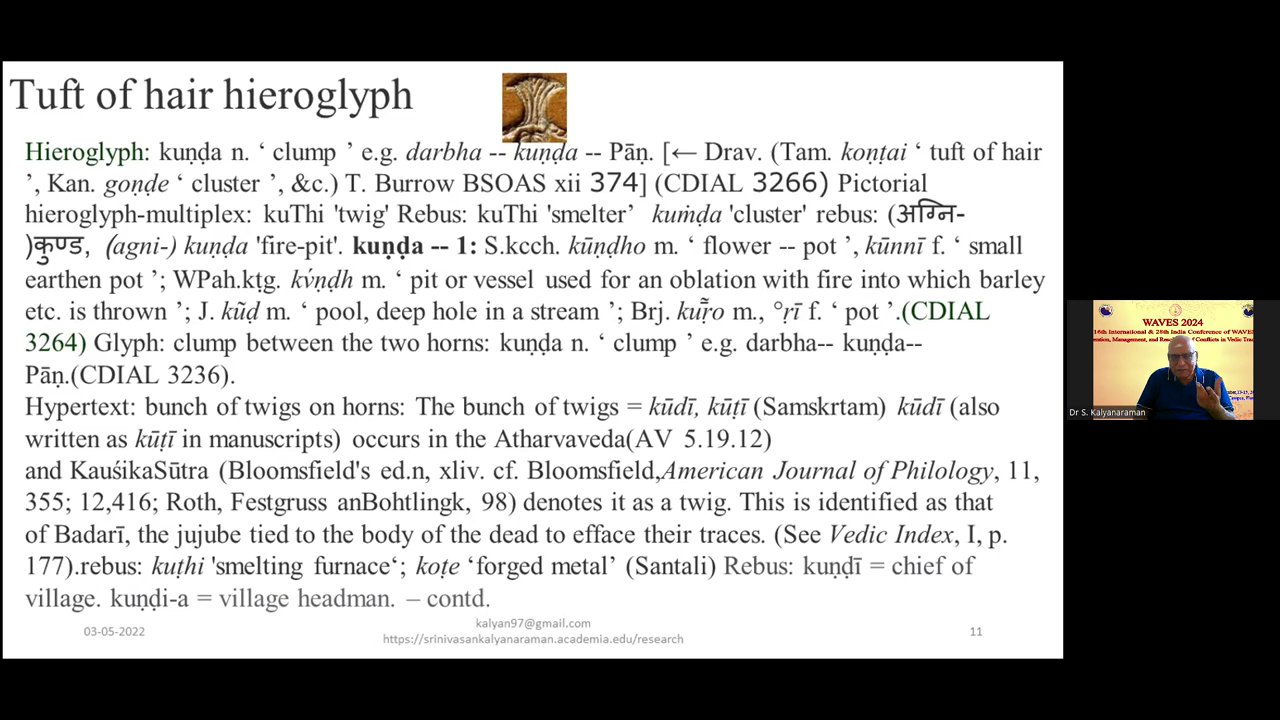 Tuft of hair hieroglyph
Hieroglyph: kuṇḍa n. ‘ clump ’ e.g. darbha -- kuṇḍa -- Pāṇ. [← Drav. (Tam. koṇṭai ‘ tuft of hair
’, Kan. goṇḍe ‘ cluster ’, &c.) T. Burrow BSOAS xii 374] (CDIAL 3266) Pictorial
hieroglyph-multiplex: kuThi 'twig' Rebus: kuThi 'smelter’ kuṁḍa 'cluster' rebus: (अग्नि-
)कुण्ड, (agni-) kuṇḍa 'fire-pit'. kuṇḍa -- 1: S.kcch. kūṇḍho m. ‘ flower -- pot ’, kūnnī f. ‘ small
earthen pot ’; WPah.kṭg. kv́ṇḍh m. ‘ pit or vessel used for an oblation with fire into which barley
etc. is thrown ’; J. kũḍ m. ‘ pool, deep hole in a stream ’; Brj. kuṛ̃o m., °ṛī f. ‘ pot ’.(CDIAL
3264) Glyph: clump between the two horns: kuṇḍa n. ‘ clump ’ e.g. darbha-- kuṇḍa--
Pāṇ.(CDIAL 3236).
Hypertext: bunch of twigs on horns: The bunch of twigs = kūdī, kūṭī (Samskrtam) kūdī (also
written as kūṭī in manuscripts) occurs in the Atharvaveda(AV 5.19.12)
and KauśikaSūtra (Bloomsfield's ed.n, xliv. cf. Bloomsfield,American Journal of Philology, 11,
355; 12,416; Roth, Festgruss anBohtlingk, 98) denotes it as a twig. This is identified as that
of Badarī, the jujube tied to the body of the dead to efface their traces. (See Vedic Index, I, p.
177).rebus: kuṭhi 'smelting furnace‘; koṭe ‘forged metal’ (Santali) Rebus: kuṇḍī = chief of
village. kuṇḍi-a = village headman. – contd.
03-05-2022
kalyan97@gmail.com
https://srinivasankalyanaraman.academia.edu/research
11
WAVES 2024
16th International & 28th India Conference of WAVES
Dr S. Kalyanaraman